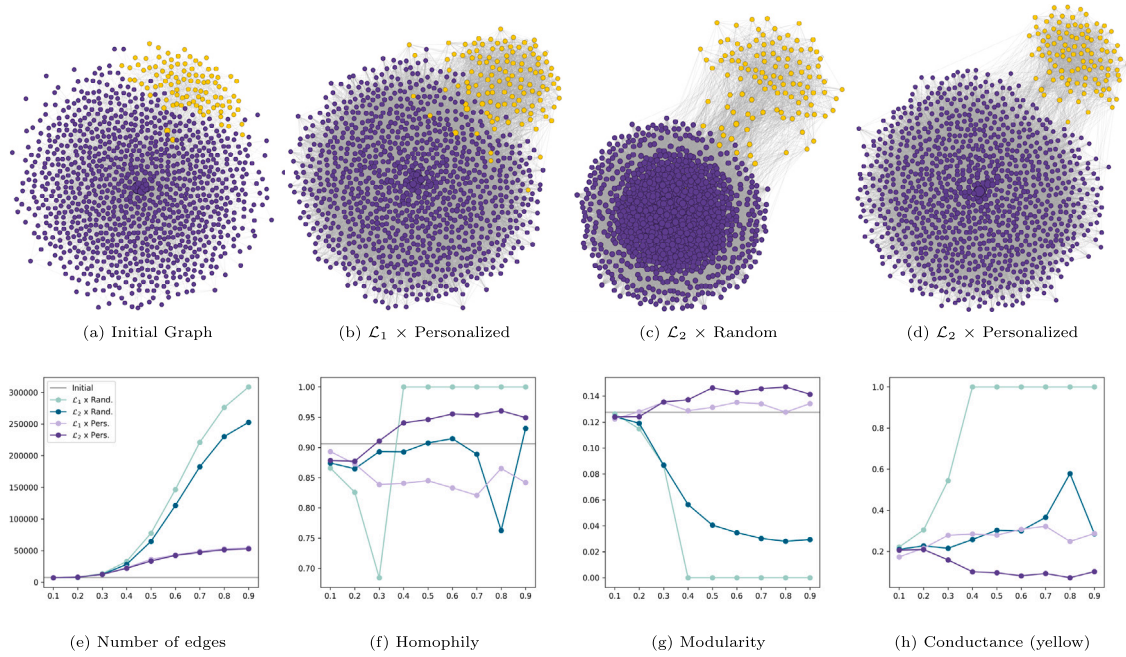 (a) Initial Graph
(b) ℒ₁ × Personalized
(c) ℒ₂ × Random
(d) ℒ₂ × Personalized
300000
250000
200000
150000
100000
50000
0
Initial
ℒ₁ x Rand.
ℒ₂ x Rand.
ℒ₁ x Pers.
ℒ₂ x Pers.
0.1 0.2 0.3 0.4 0.5 0.6 0.7 0.8 0.9
(e) Number of edges
1.00
0.95
0.90
0.85
0.80
0.75
0.70
0.1 0.2 0.3 0.4 0.5 0.6 0.7 0.8 0.9
(f) Homophily
0.14
0.12
0.10
0.08
0.06
0.04
0.02
0.00
0.1 0.2 0.3 0.4 0.5 0.6 0.7 0.8 0.9
(g) Modularity
1.0
0.8
0.6
0.4
0.2
0.1 0.2 0.3 0.4 0.5 0.6 0.7 0.8 0.9
(h) Conductance (yellow)